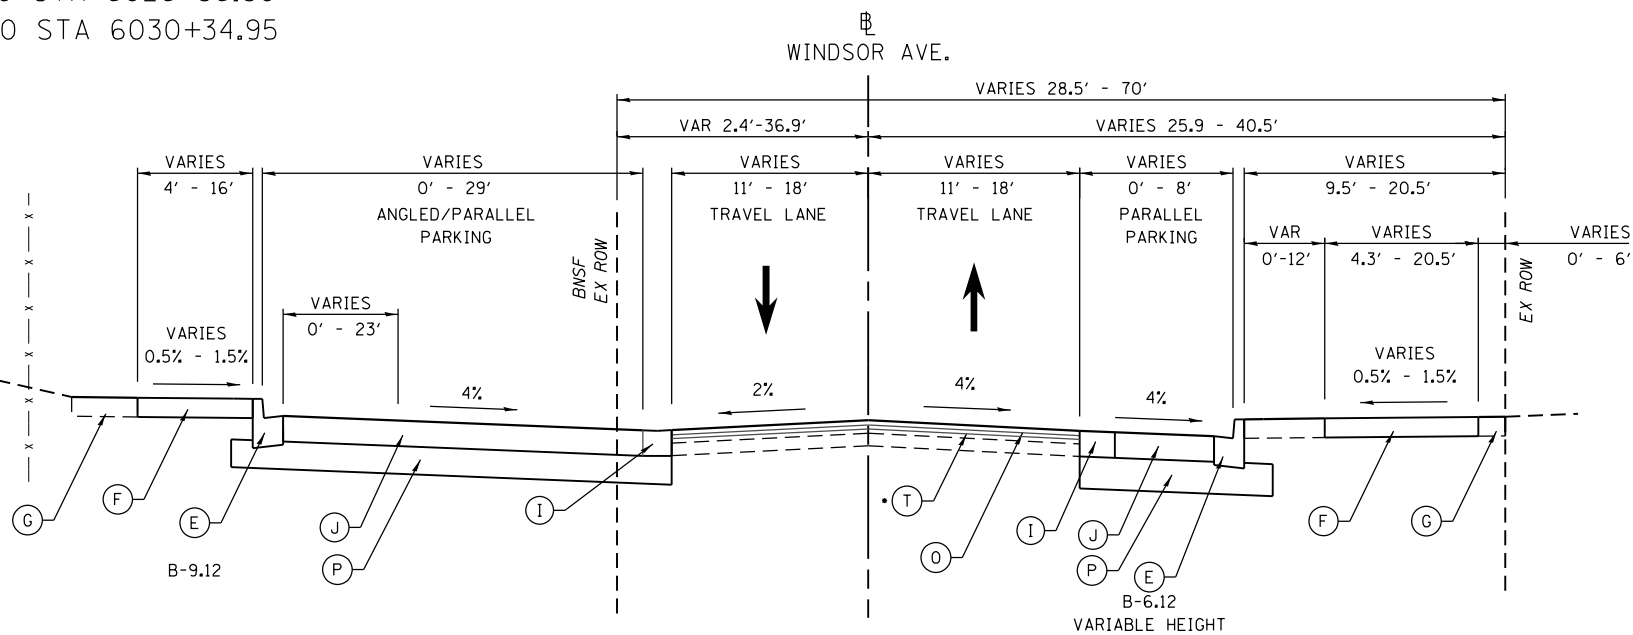 O STA 6030+34.95
℄
WINDSOR AVE.
VARIES 28.5' - 70'
VAR 2.4'-36.9'
VARIES 25.9 - 40.5'
VARIES
4' - 16'
VARIES
0' - 29'
ANGLED/PARALLEL
PARKING
VARIES
11' - 18'
TRAVEL LANE
VARIES
11' - 18'
TRAVEL LANE
VARIES
0' - 8'
PARALLEL
PARKING
VARIES
9.5' - 20.5'
VAR
0'-12'
VARIES
4.3' - 20.5'
VARIES
0' - 6'
BNSF
EX ROW
EX ROW
VARIES
0' - 23'
VARIES
0.5% - 1.5%
4%
2%
4%
4%
VARIES
0.5% - 1.5%
G
F
E
J
P
I
* T
O
I
J
P
E
F
G
B-9.12
B-6.12
VARIABLE HEIGHT